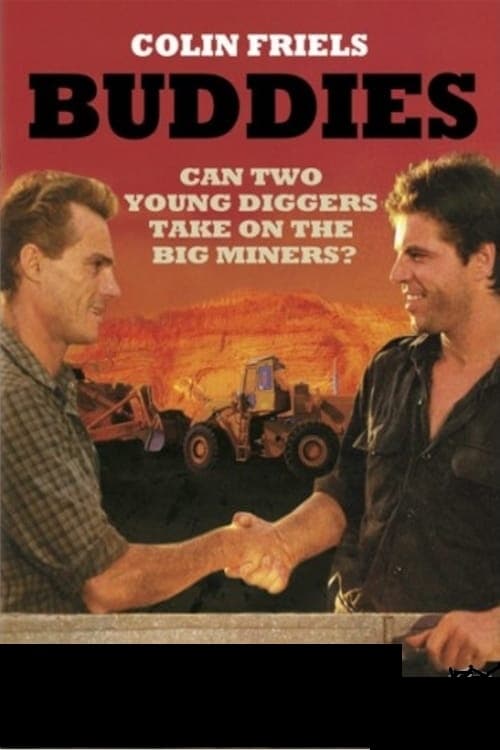 COLIN FRIELS
BUDDIES
CAN TWO
YOUNG DIGGERS
TAKE ON THE
BIG MINERS?